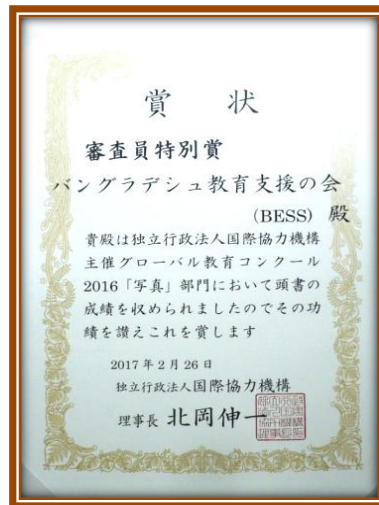 賞 状
審査員特別賞
バングラデシュ教育支援の会
(BESS) 殿
貴殿は独立行政法人国際協力機構
主催グローバル教育コンクール
2016「写真」部門において頭書の
成績を収められましたのでその功
績を讃えこれを賞します
2017年2月26日
独立行政法人国際協力機構
理事長 北岡伸一